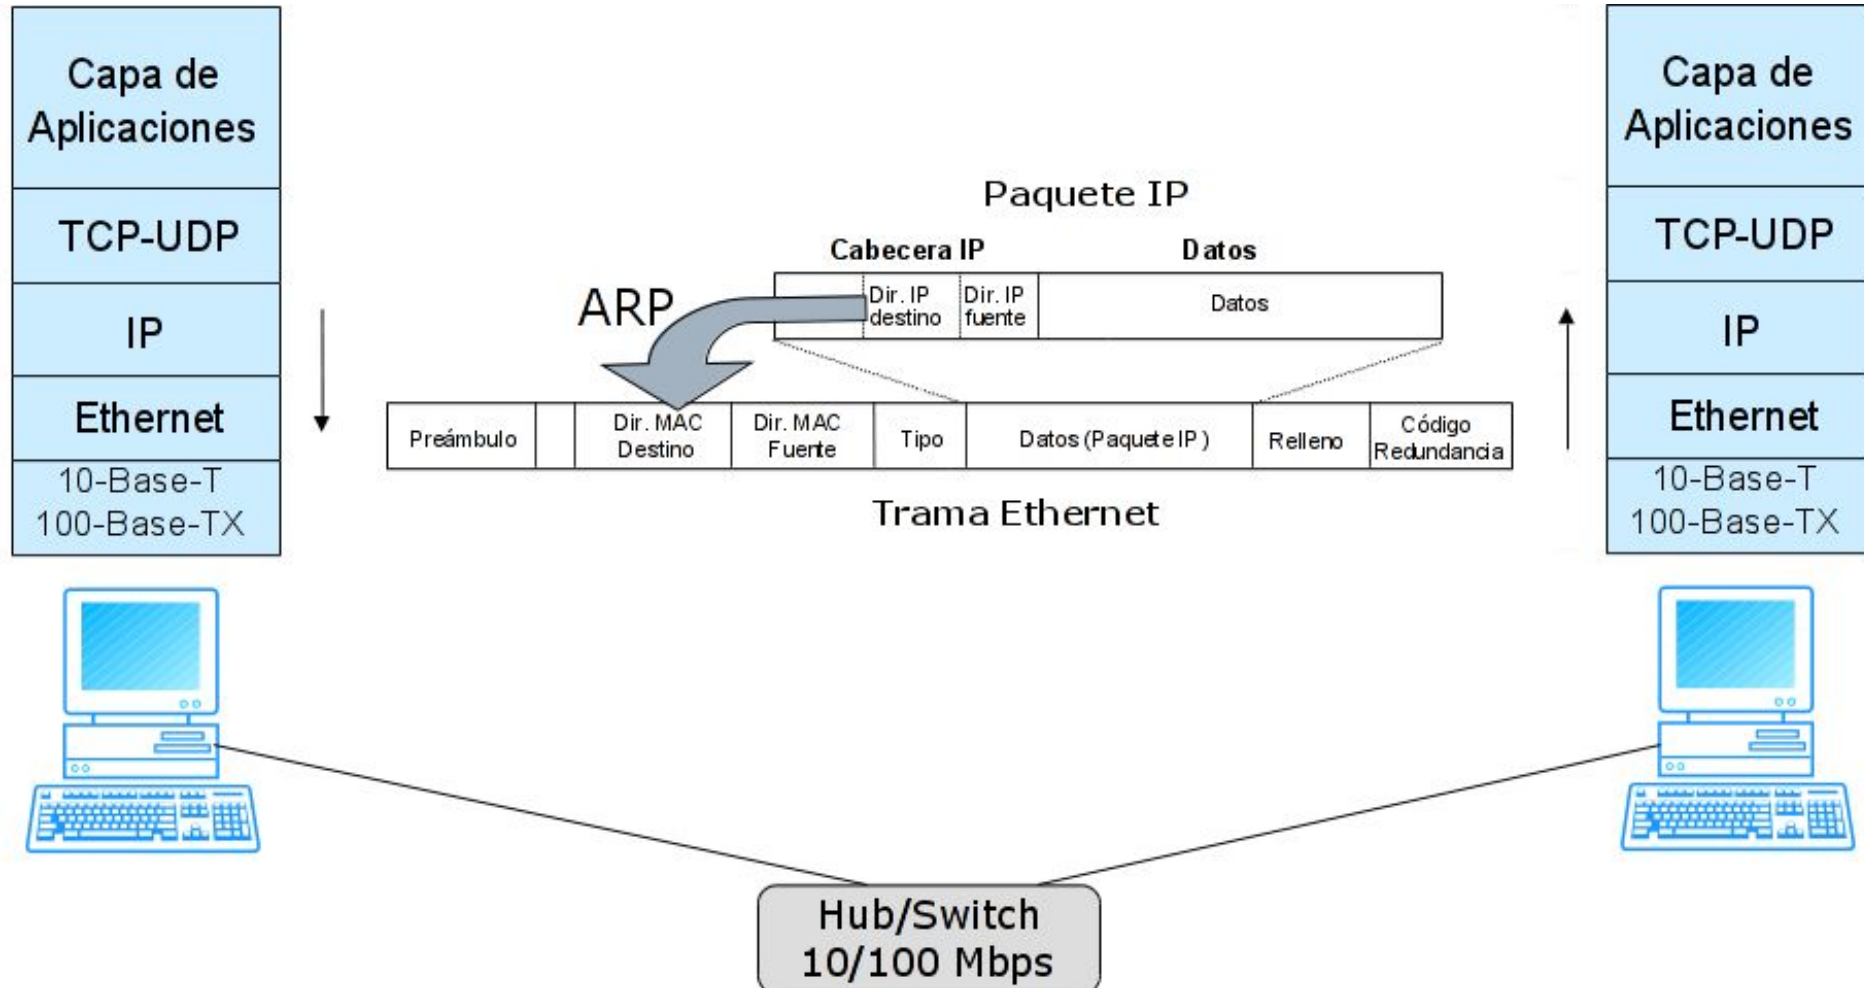 Capa de
Aplicaciones
TCP-UDP
IP
Ethernet
10-Base-T
100-Base-TX
Paquete IP
Cabecera IP
Datos
ARP
Dir. IP
destino
Dir. IP
fuente
Datos
Preámbulo
Dir. MAC
Destino
Dir. MAC
Fuente
Tipo
Datos (Paquete IP)
Relleno
Código
Redundancia
Trama Ethernet
Capa de
Aplicaciones
TCP-UDP
IP
Ethernet
10-Base-T
100-Base-TX
Hub/Switch
10/100 Mbps